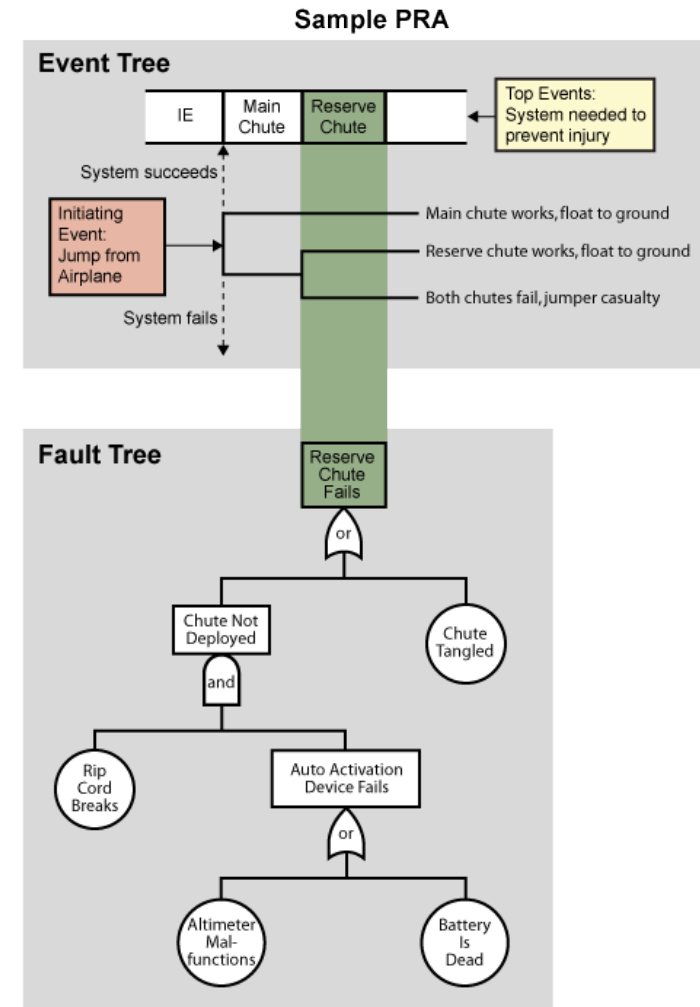 Sample PRA
Event Tree
IE
Main
Chute
Reserve
Chute
Top Events:
System needed to
prevent injury
System succeeds
Initiating
Event:
Jump from
Airplane
Main chute works, float to ground
Reserve chute works, float to ground
Both chutes fail, jumper casualty
System fails
Fault Tree
Reserve
Chute
Fails
or
Chute Not
Deployed
Chute
Tangled
and
Rip
Cord
Breaks
Auto Activation
Device Fails
or
Altimeter
Mal-
functions
Battery
Is
Dead